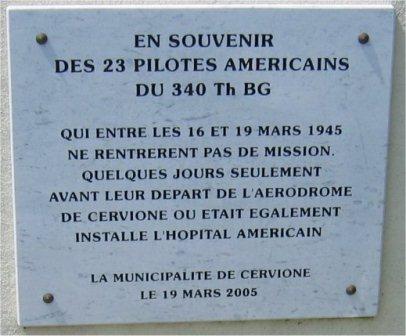 EN SOUVENIR
DES 23 PILOTES AMERICAINS
DU 340 Th BG
QUI ENTRE LES 16 ET 19 MARS 1945
NE RENTRERENT PAS DE MISSION.
QUELQUES JOURS SEULEMENT
AVANT LEUR DEPART DE L'AERODROME
DE CERVIONE OU ETAIT EGALEMENT
INSTALLE L'HOPITAL AMERICAIN
LA MUNICIPALITE DE CERVIONE
LE 19 MARS 2005